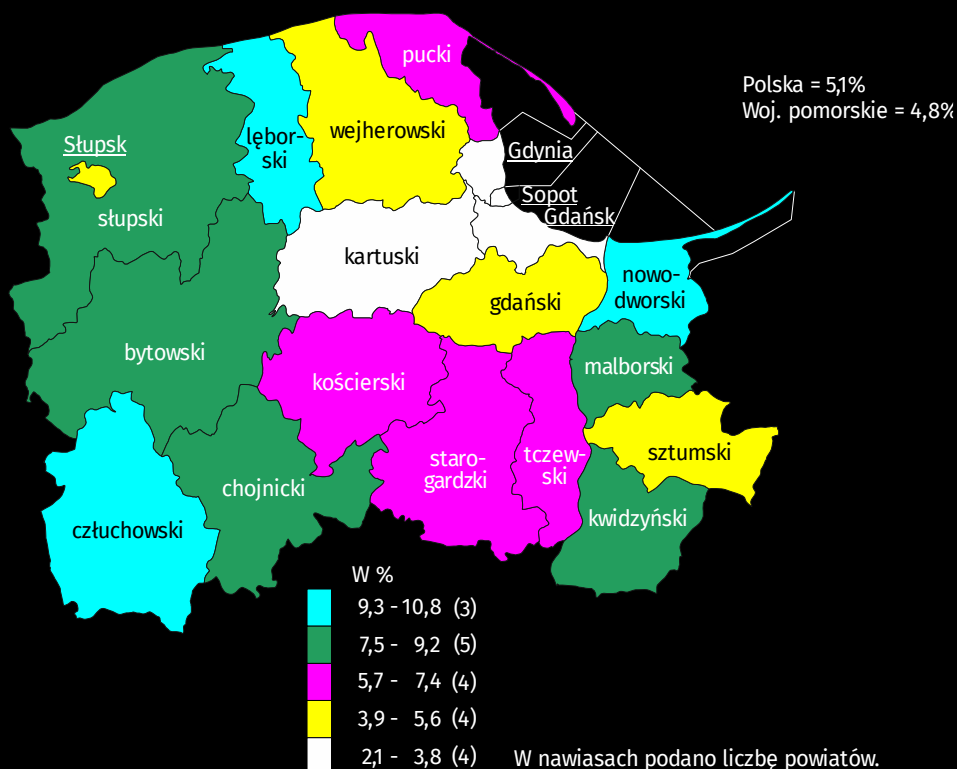 pucki
Polska = 5,1%
Woj. pomorskie = 4,8%
Słupsk
lębor-
ski
wejherowski
Gdynia
Sopot
Gdańsk
słupski
kartuski
nowo-
dworski
gdański
bytowski
malborski
kościerski
sztumski
staro-
gardzki
tczew-
ski
chojnicki
kwidzyński
człuchowski
W %
9,3 - 10,8 (3)
7,5 - 9,2 (5)
5,7 - 7,4 (4)
3,9 - 5,6 (4)
2,1 - 3,8 (4)
W nawiasach podano liczbę powiatów.